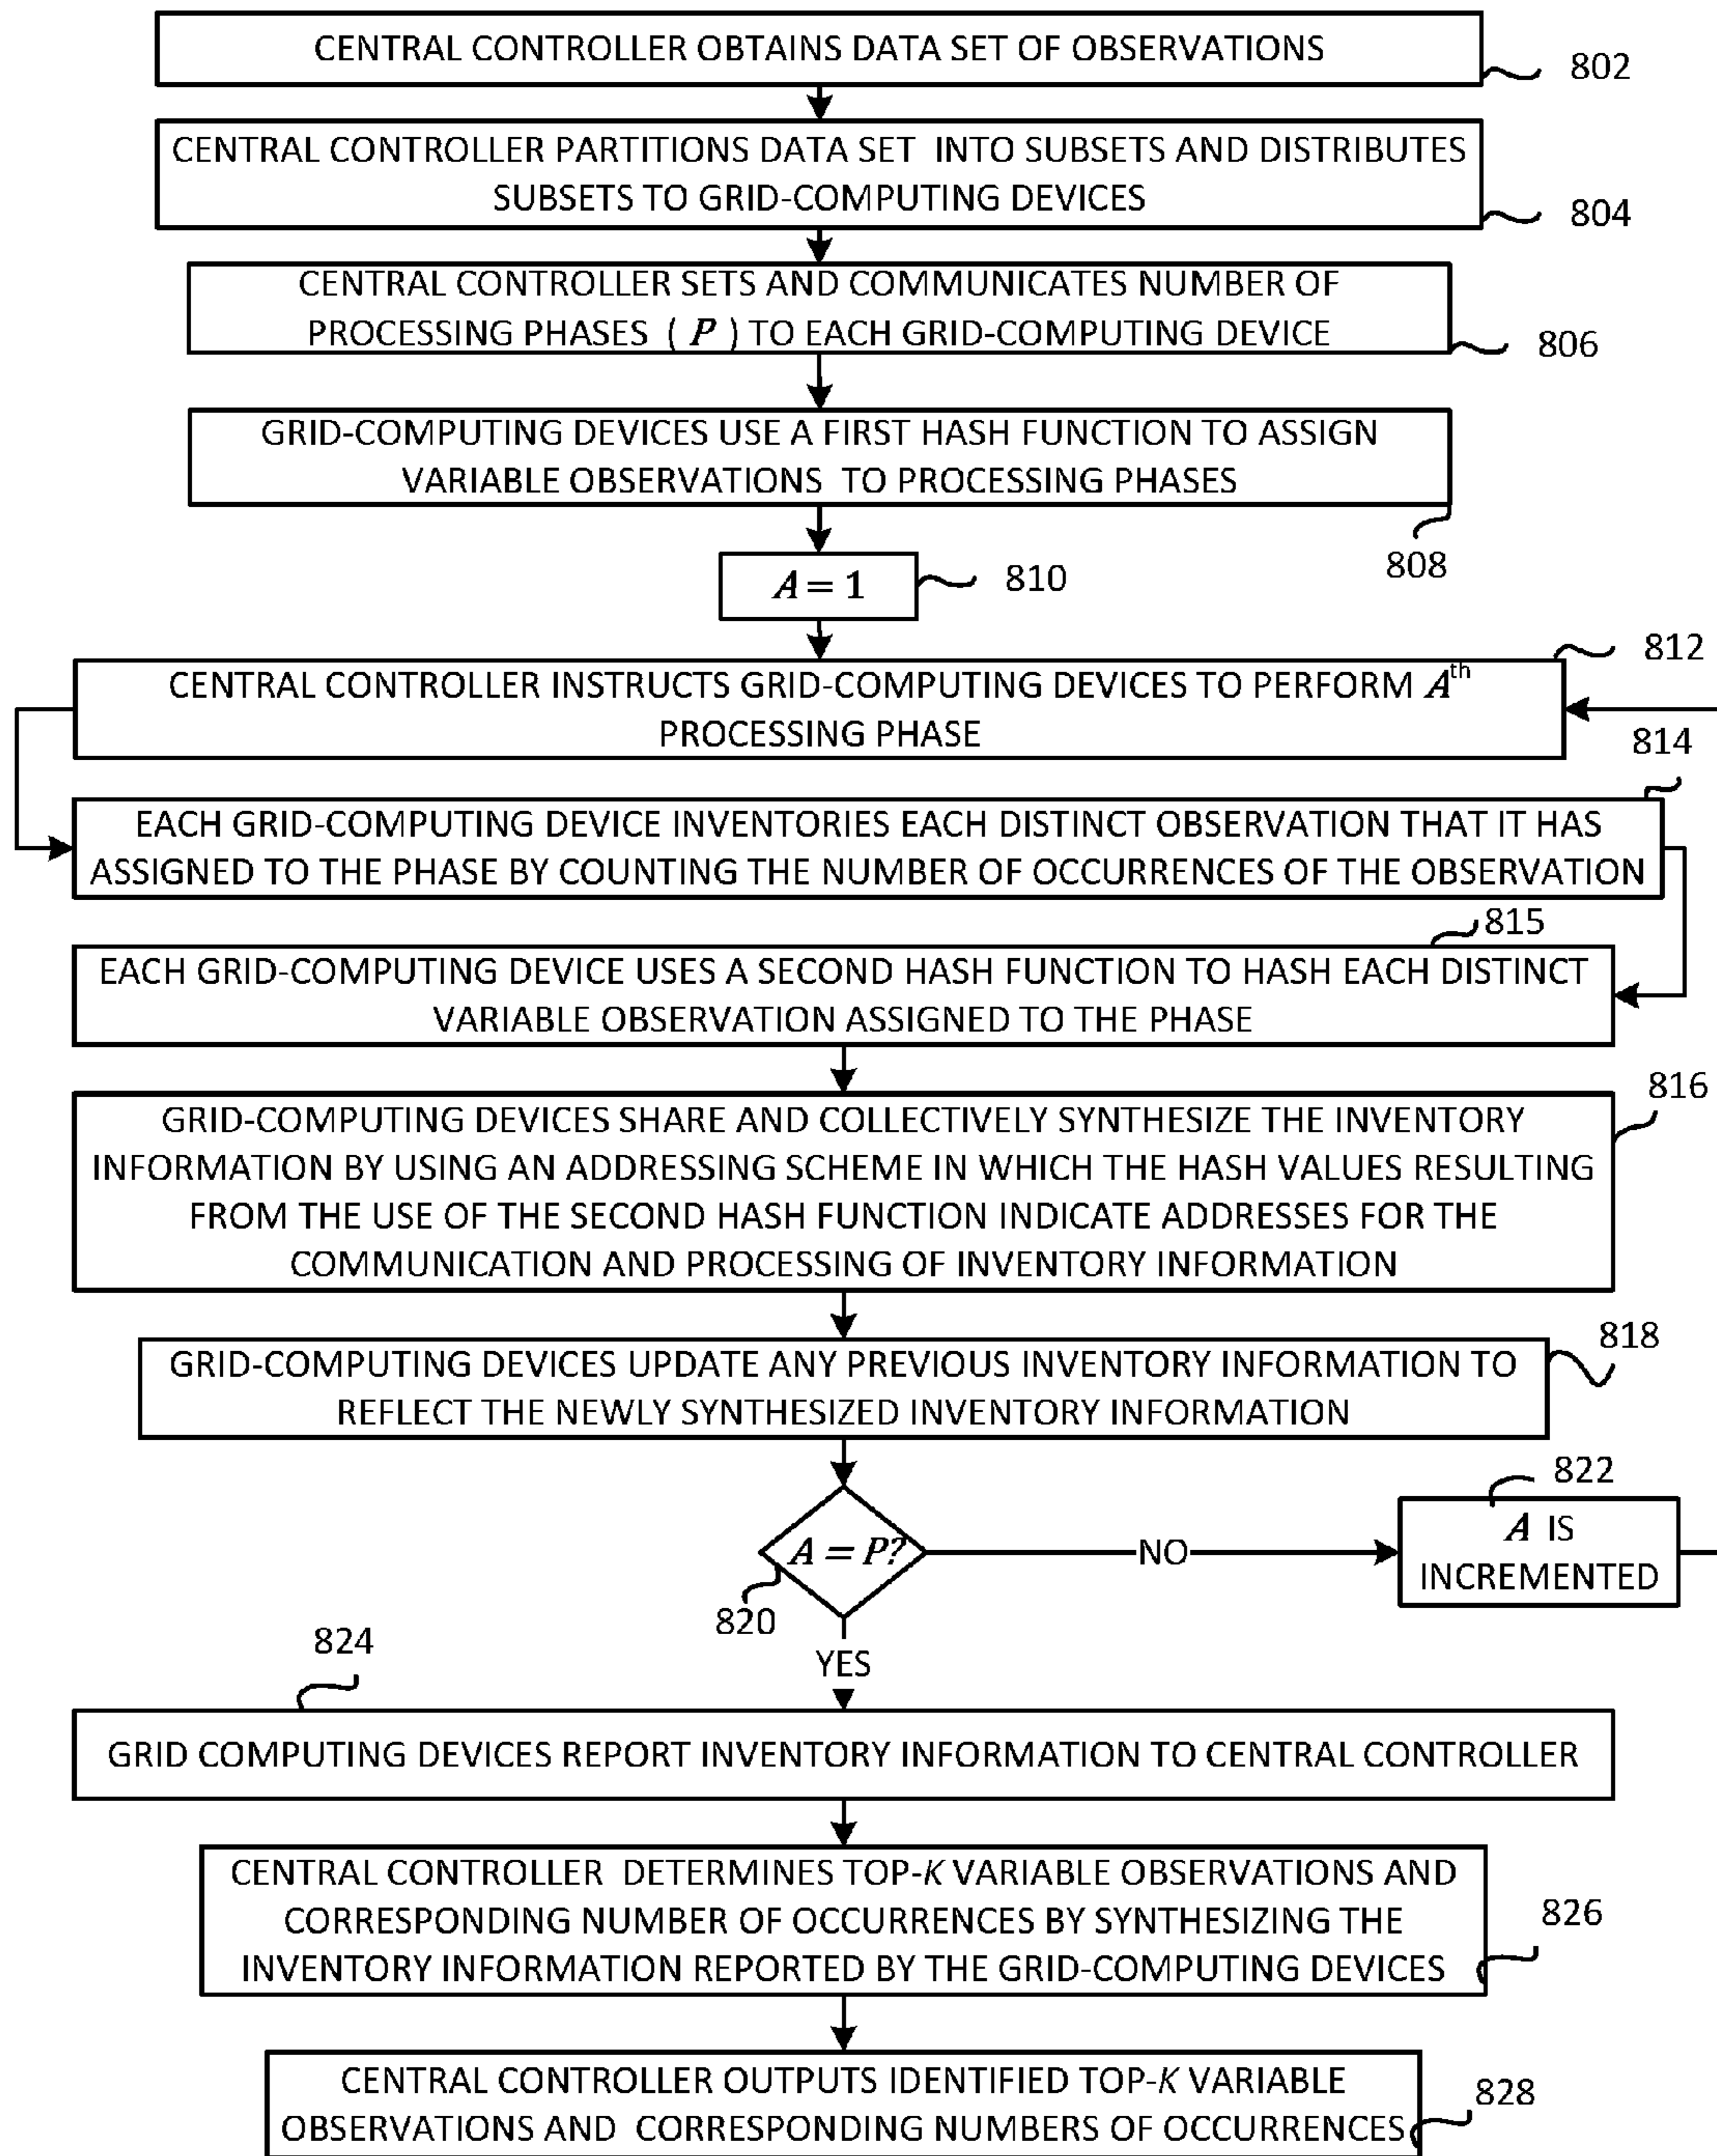 CENTRAL CONTROLLER OBTAINS DATA SET OF OBSERVATIONS
802
CENTRAL CONTROLLER PARTITIONS DATA SET INTO SUBSETS AND DISTRIBUTES
SUBSETS TO GRID-COMPUTING DEVICES
804
CENTRAL CONTROLLER SETS AND COMMUNICATES NUMBER OF
PROCESSING PHASES ( P ) TO EACH GRID-COMPUTING DEVICE
806
GRID-COMPUTING DEVICES USE A FIRST HASH FUNCTION TO ASSIGN
VARIABLE OBSERVATIONS TO PROCESSING PHASES
808
A = 1
810
812
CENTRAL CONTROLLER INSTRUCTS GRID-COMPUTING DEVICES TO PERFORM Ath
PROCESSING PHASE
814
EACH GRID-COMPUTING DEVICE INVENTORIES EACH DISTINCT OBSERVATION THAT IT HAS
ASSIGNED TO THE PHASE BY COUNTING THE NUMBER OF OCCURRENCES OF THE OBSERVATION
815
EACH GRID-COMPUTING DEVICE USES A SECOND HASH FUNCTION TO HASH EACH DISTINCT
VARIABLE OBSERVATION ASSIGNED TO THE PHASE
816
GRID-COMPUTING DEVICES SHARE AND COLLECTIVELY SYNTHESIZE THE INVENTORY
INFORMATION BY USING AN ADDRESSING SCHEME IN WHICH THE HASH VALUES RESULTING
FROM THE USE OF THE SECOND HASH FUNCTION INDICATE ADDRESSES FOR THE
COMMUNICATION AND PROCESSING OF INVENTORY INFORMATION
818
GRID-COMPUTING DEVICES UPDATE ANY PREVIOUS INVENTORY INFORMATION TO
REFLECT THE NEWLY SYNTHESIZED INVENTORY INFORMATION
A = P?
820
NO
822
A IS
INCREMENTED
YES
824
GRID COMPUTING DEVICES REPORT INVENTORY INFORMATION TO CENTRAL CONTROLLER
CENTRAL CONTROLLER DETERMINES TOP-K VARIABLE OBSERVATIONS AND
CORRESPONDING NUMBER OF OCCURRENCES BY SYNTHESIZING THE
INVENTORY INFORMATION REPORTED BY THE GRID-COMPUTING DEVICES
826
CENTRAL CONTROLLER OUTPUTS IDENTIFIED TOP-K VARIABLE
OBSERVATIONS AND CORRESPONDING NUMBERS OF OCCURRENCES
828